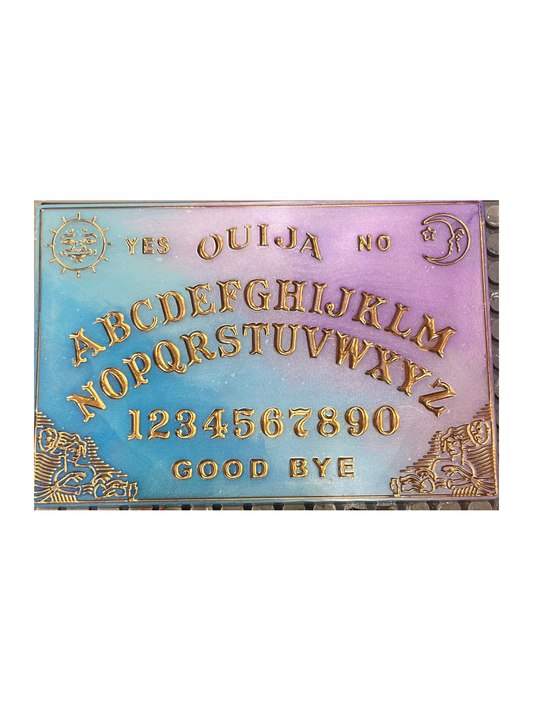 YES OUIJA NO
ABCDEFGHIJKLM
NOPQRSTUVWXYZ
1234567890
GOOD BYE